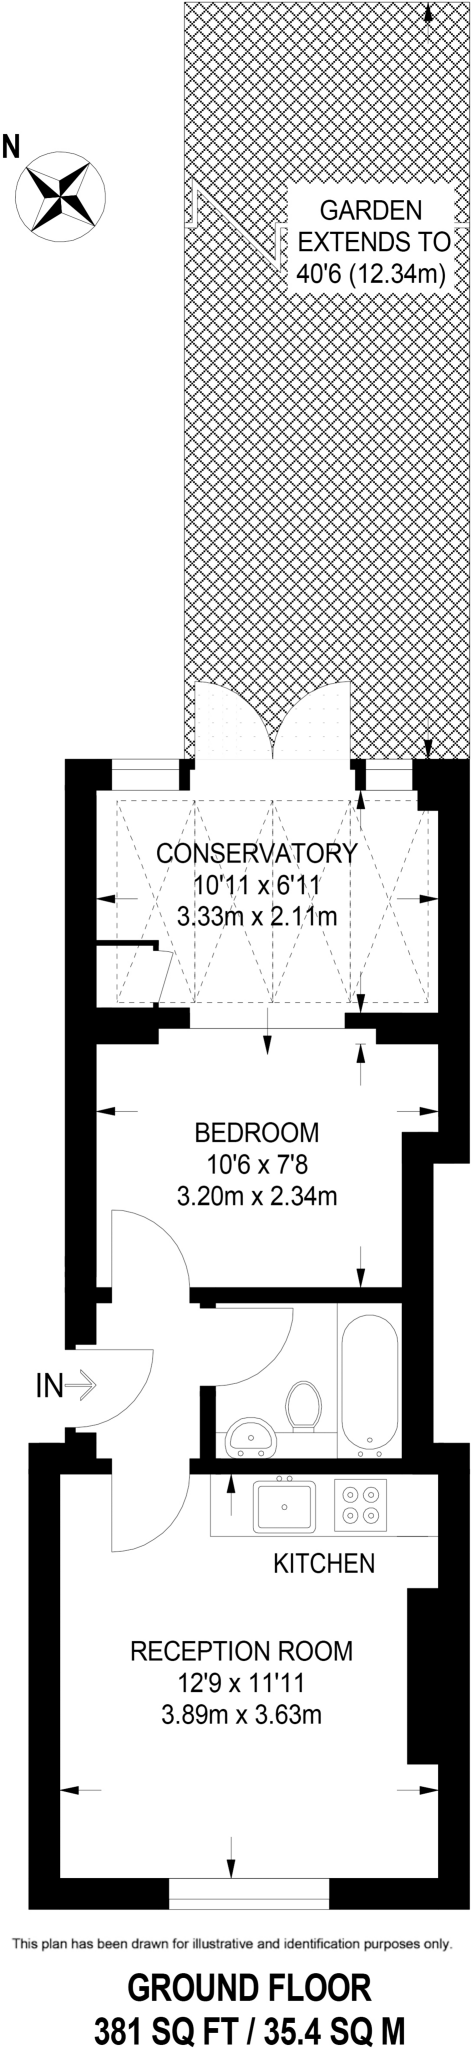 N
GARDEN
EXTENDS TO
40'6 (12.34m)
CONSERVATORY
10'11 x 6'11
3.33m x 2.11m
BEDROOM
10'6 x 7'8
3.20m x 2.34m
IN
KITCHEN
RECEPTION ROOM
12'9 x 11'11
3.89m x 3.63m
This plan has been drawn for illustrative and identification purposes only.
GROUND FLOOR
381 SQ FT / 35.4 SQ M